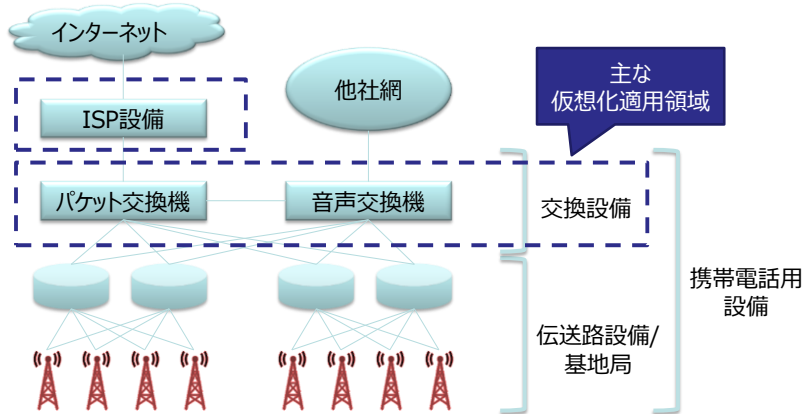 インターネット
ISP設備
他社網
主な
仮想化適用領域
パケット交換機
音声交換機
交換設備
伝送路設備/
基地局
携帯電話用
設備